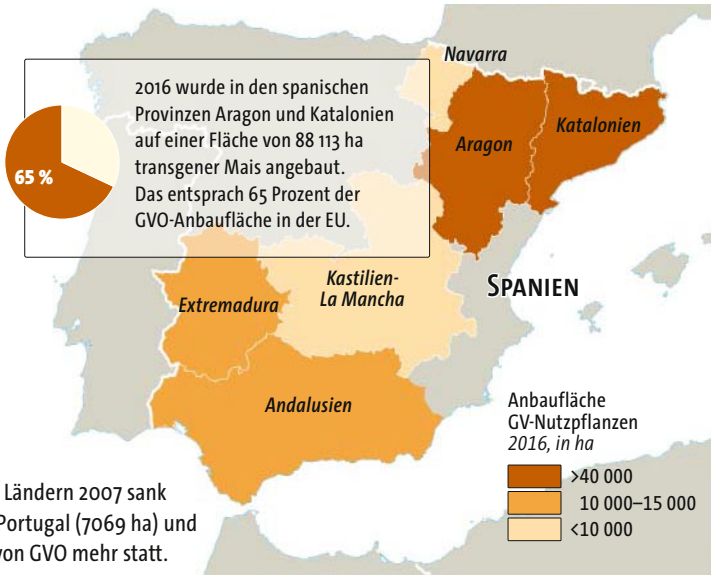 Navarra
2016 wurde in den spanischen
Provinzen Aragon und Katalonien
auf einer Fläche von 88 113 ha
transgener Mais angebaut.
Das entsprach 65 Prozent der
GVO-Anbaufläche in der EU.
65 %
Aragon
Katalonien
Kastilien-
La Mancha
SPANIEN
Extremadura
Andalusien
Anbaufläche
GV-Nutzpflanzen
2016, in ha
>40 000
10 000–15 000
<10 000
Ländern 2007 sank
Portugal (7069 ha) und
von GVO mehr statt.